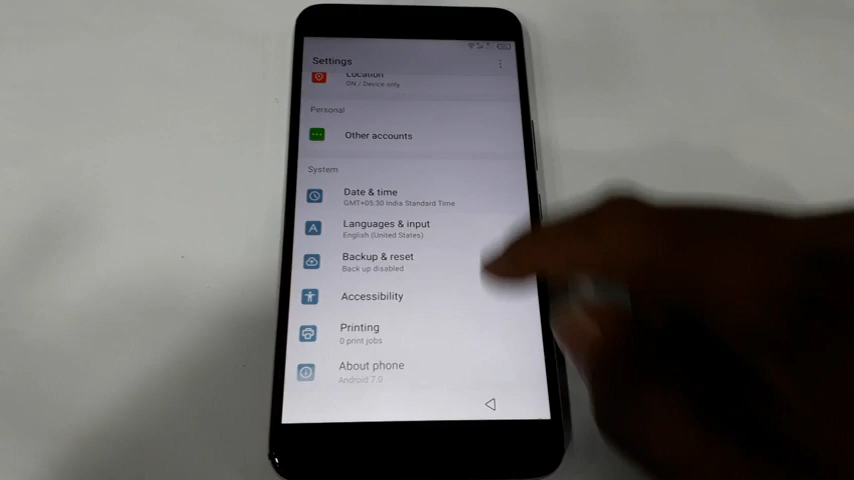 Settings
Location
ON / Device only
Personal
Other accounts
System
Date & time
GMT+05:30 India Standard Time
Languages & input
English (United States)
Backup & reset
Back up disabled
Accessibility
Printing
0 print jobs
About phone
Android 7.0